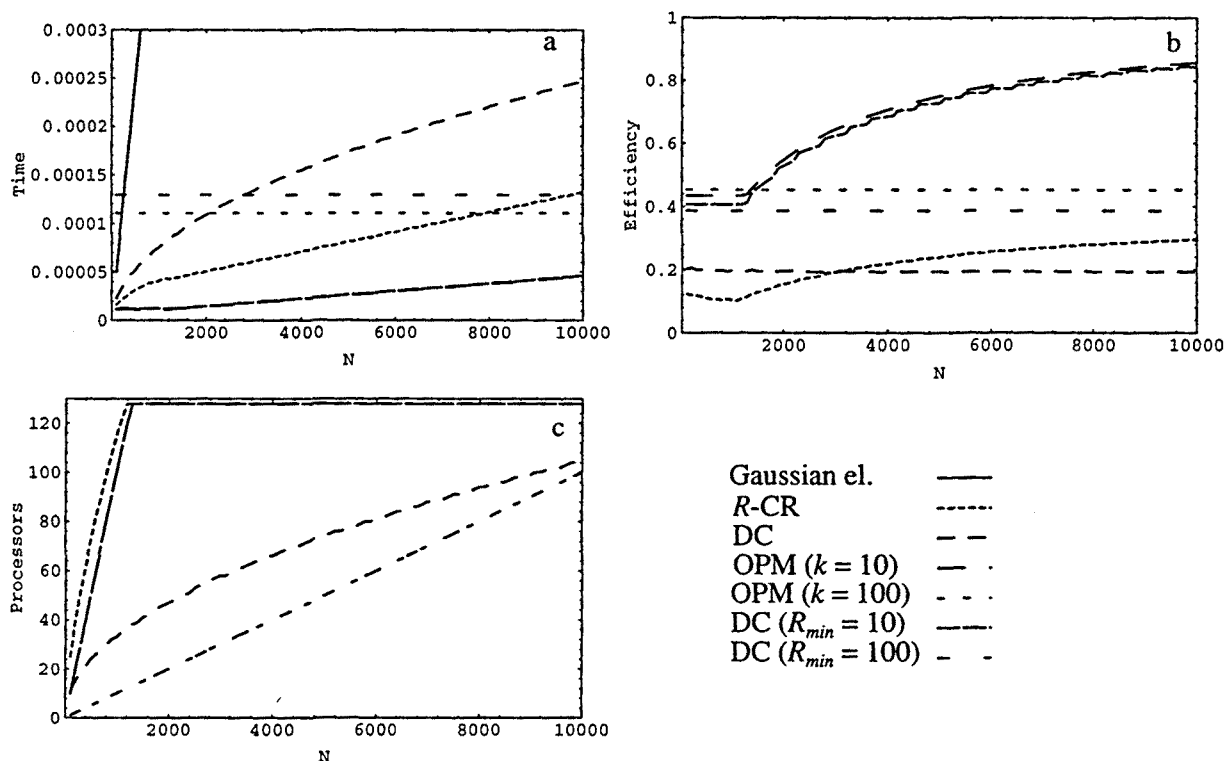 a
0.0003
0.00025
0.0002
0.00015
0.0001
0.00005
0
Time
2000
4000
6000
8000
10000
N
b
1
0.8
0.6
0.4
0.2
0
Efficiency
2000
4000
6000
8000
10000
N
c
120
100
80
60
40
20
0
Processors
2000
4000
6000
8000
10000
N
Gaussian el.
R-CR
DC
OPM (k = 10)
OPM (k = 100)
DC (Rmin = 10)
DC (Rmin = 100)